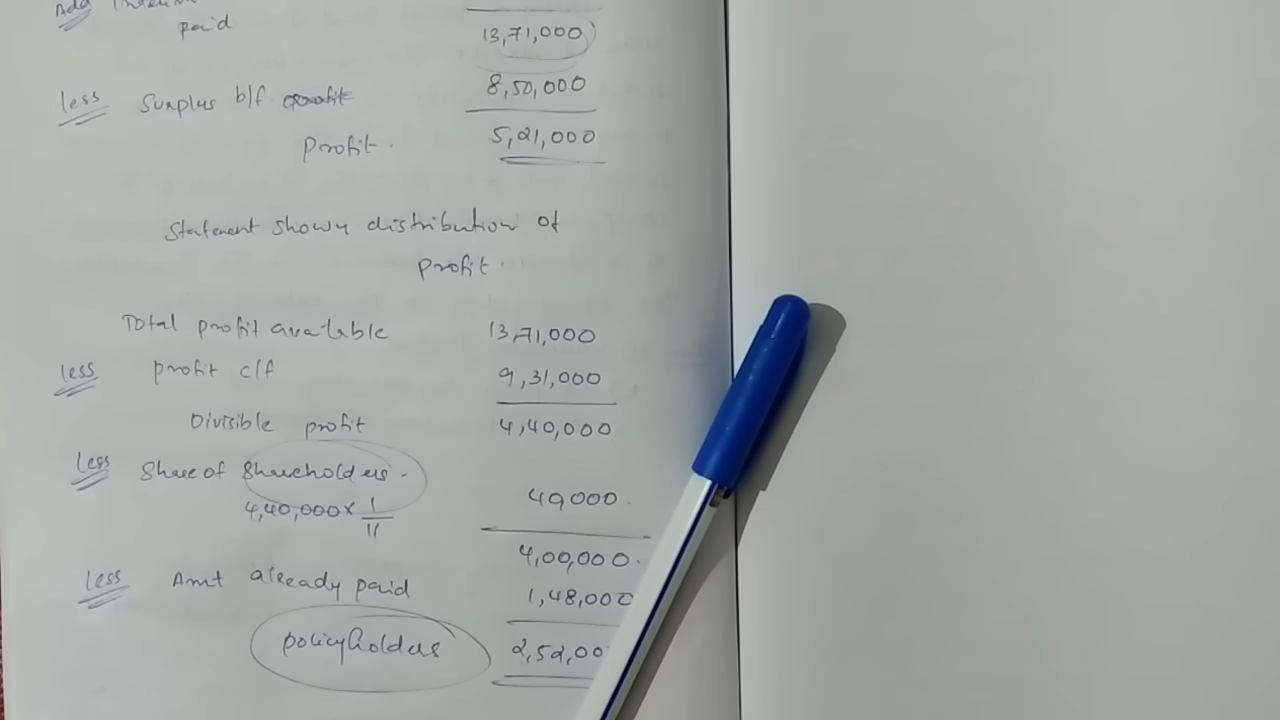 Add
paid
13,71,000
less Surplus b/f profit 8,50,000
profit. 5,21,000
Statement showy distribution of
profit.
Total profit available 13,71,000
less profit c/f 9,31,000
Divisible profit 4,40,000
Less Share of Shareholders.
4,40,000 x 1/11 40,000.
4,00,000.
less Amt already paid 1,48,000
policyholders 2,52,00